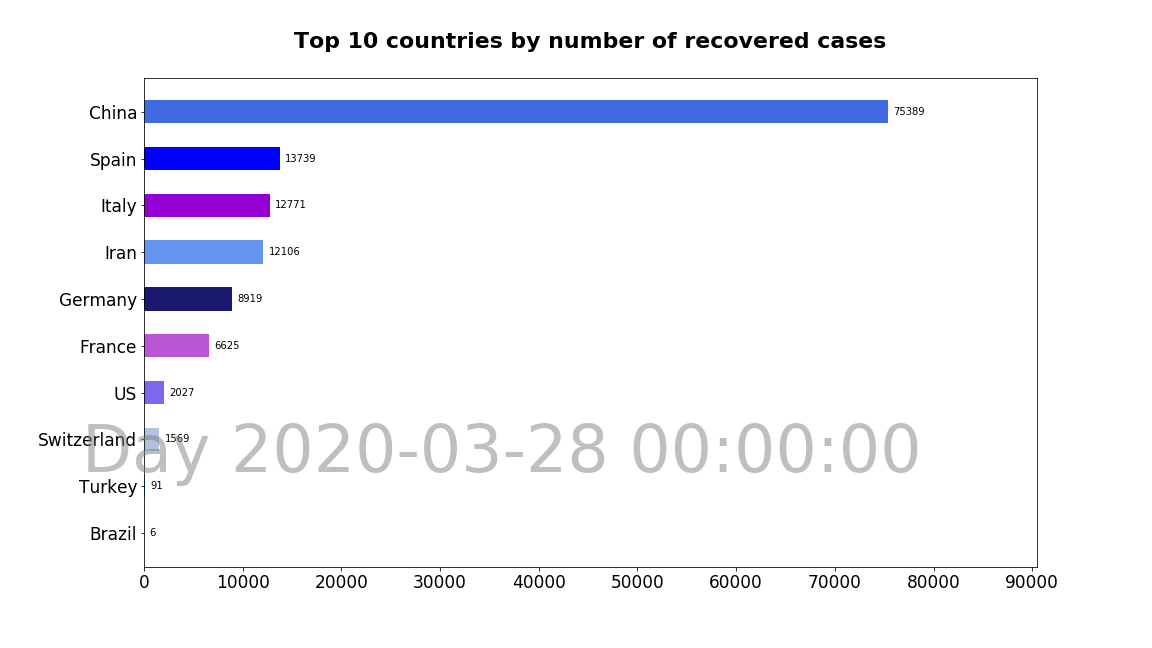 Top 10 countries by number of recovered cases
China 75389
Spain 13739
Italy 12771
Iran 12106
Germany 8919
France 6625
US 2027
Switzerland 1569
Day 2020-03-28 00:00:00
Turkey 91
Brazil 6
0 10000 20000 30000 40000 50000 60000 70000 80000 90000